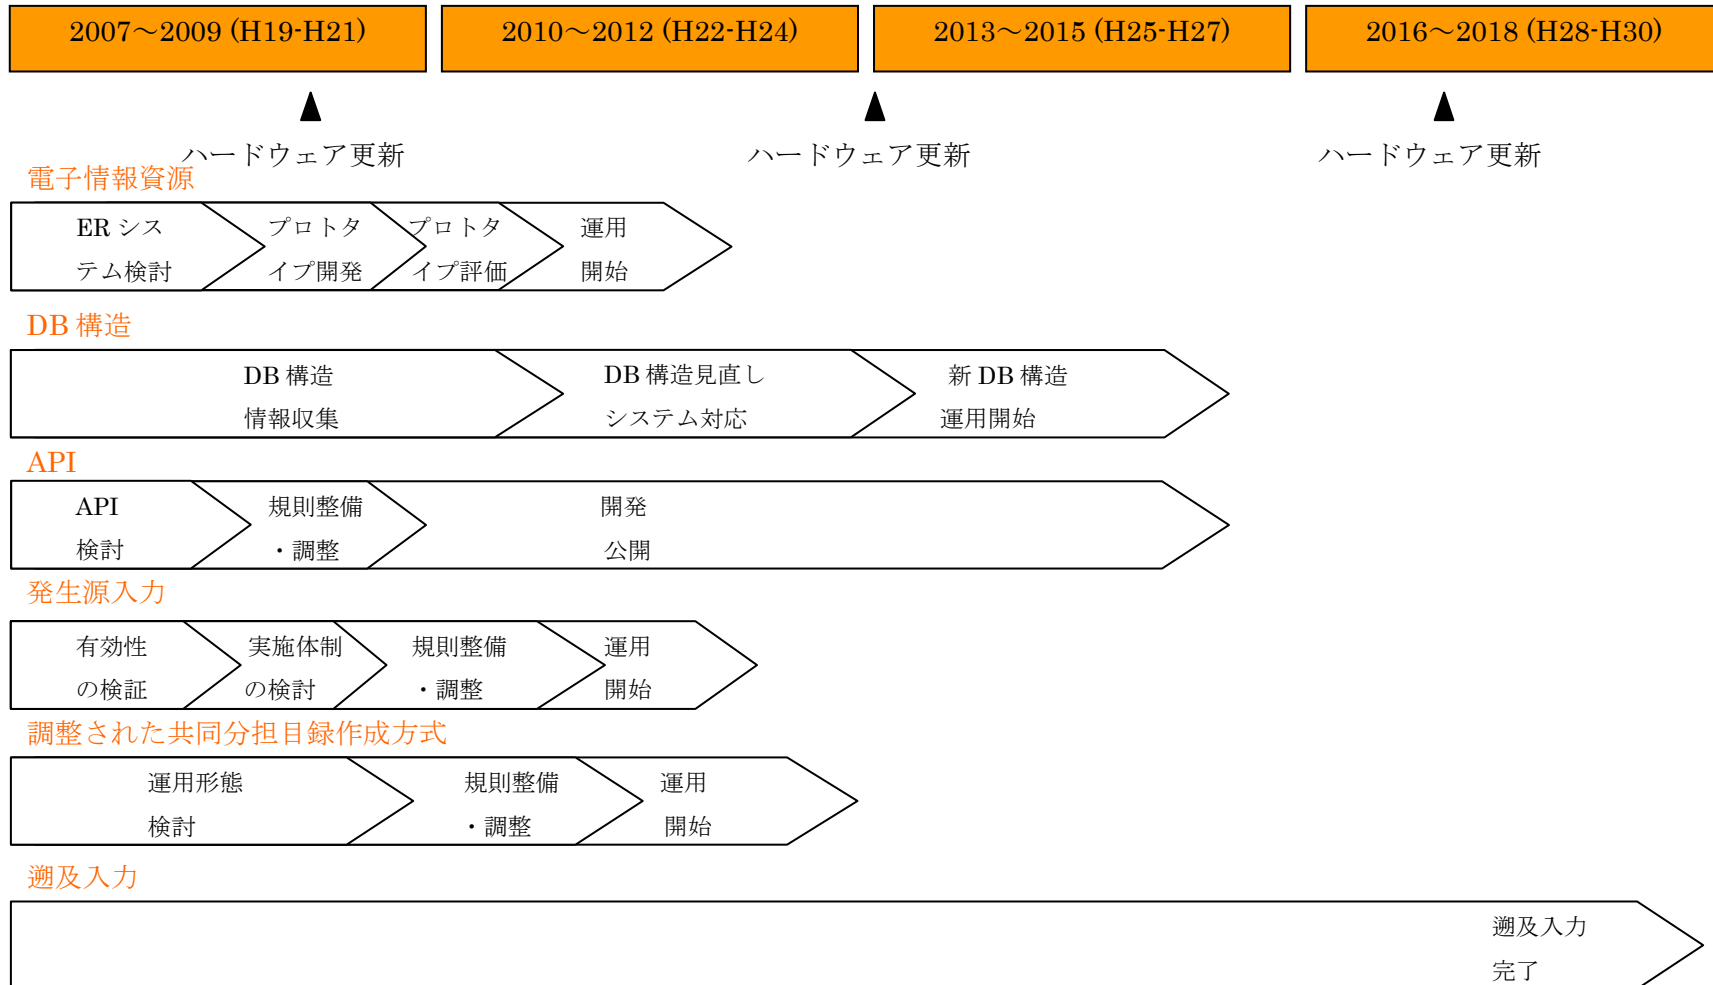 2007～2009 (H19-H21)
2010～2012 (H22-H24)
2013～2015 (H25-H27)
2016～2018 (H28-H30)
▲
▲
▲
ハードウェア更新
ハードウェア更新
ハードウェア更新
電子情報資源
ER シス
テム検討
プロトタ
イプ開発
プロトタ
イプ評価
運用
開始
DB 構造
DB 構造
情報収集
DB 構造見直し
システム対応
新 DB 構造
運用開始
API
API
検討
規則整備
・調整
開発
公開
発生源入力
有効性
の検証
実施体制
の検討
規則整備
・調整
運用
開始
調整された共同分担目録作成方式
運用形態
検討
規則整備
・調整
運用
開始
遡及入力
遡及入力
完了